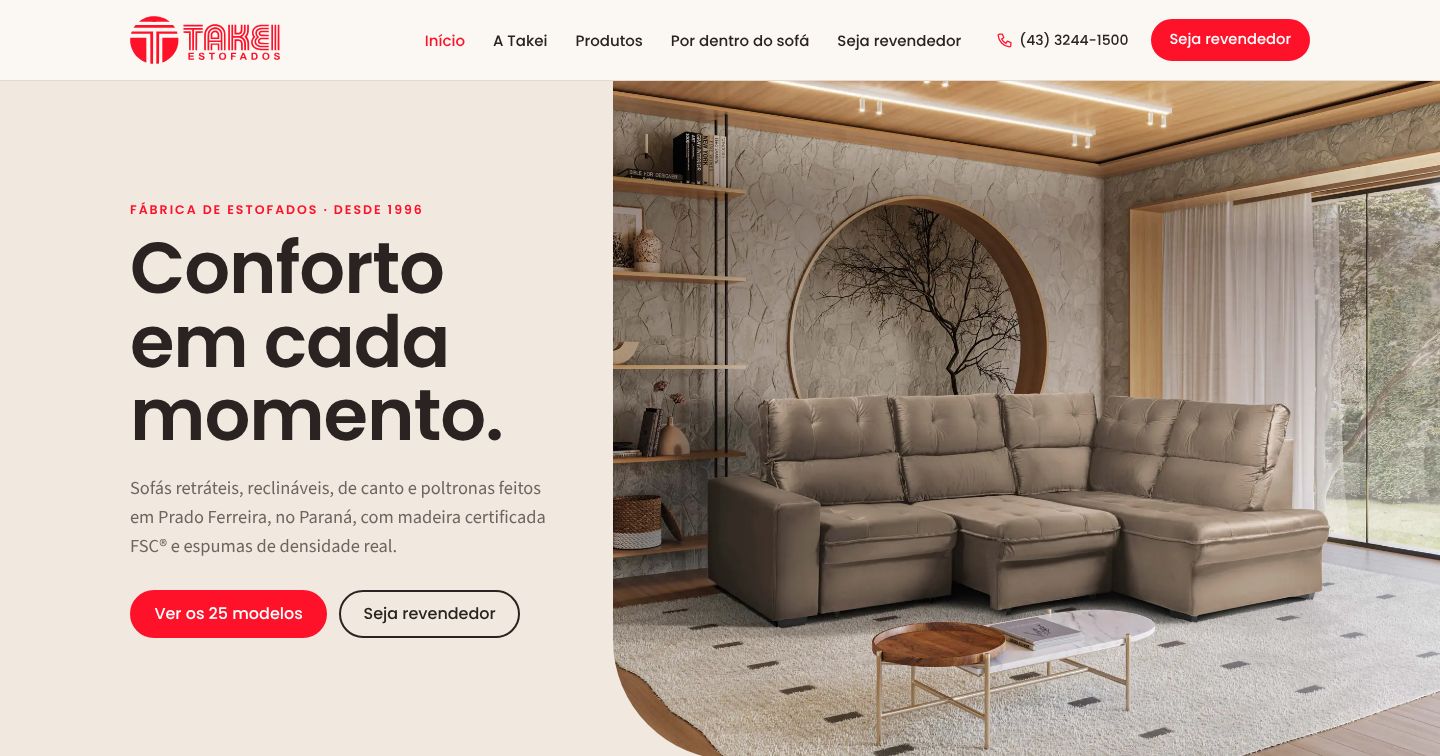 TAKEI
ESTOFADOS
Início
A Takei
Produtos
Por dentro do sofá
Seja revendedor
(43) 3244-1500
Seja revendedor
FÁBRICA DE ESTOFADOS · DESDE 1996
Conforto
em cada
momento.
Sofás retráteis, reclináveis, de canto e poltronas feitos
em Prado Ferreira, no Paraná, com madeira certificada
FSC® e espumas de densidade real.
Ver os 25 modelos
Seja revendedor